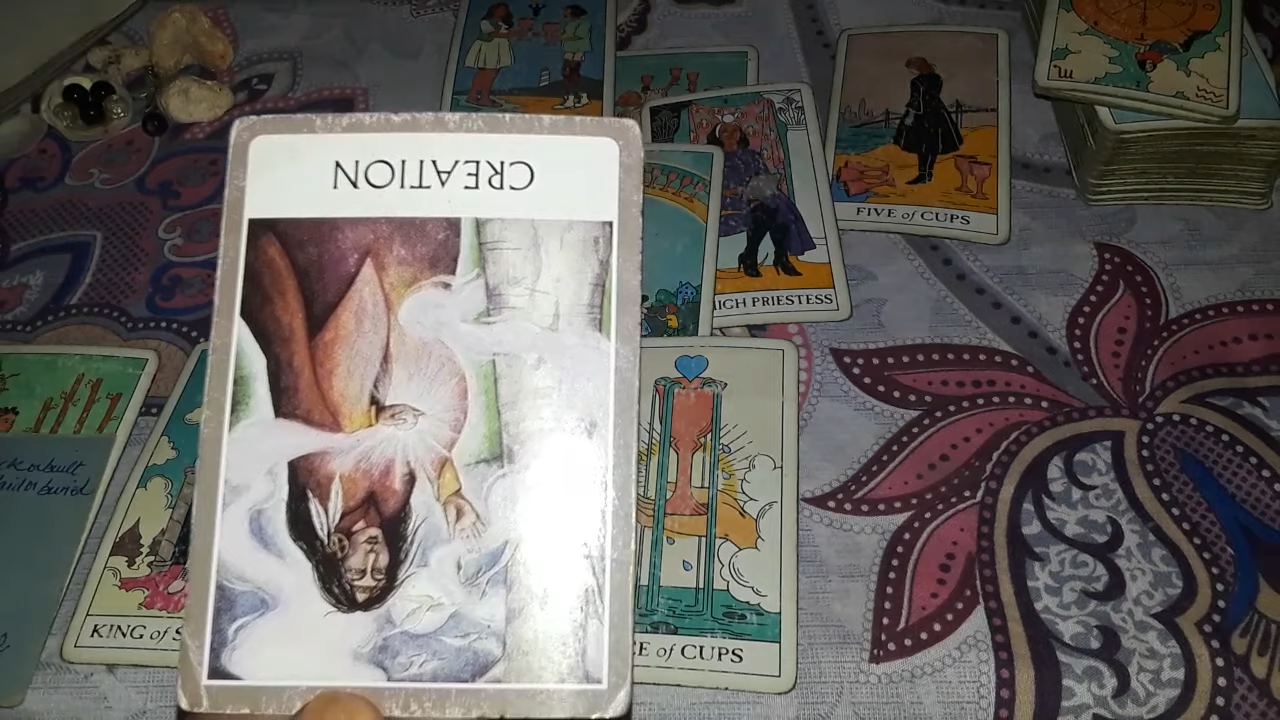 CREATION
FIVE of CUPS
IGH PRIESTESS
KING of S
E of CUPS